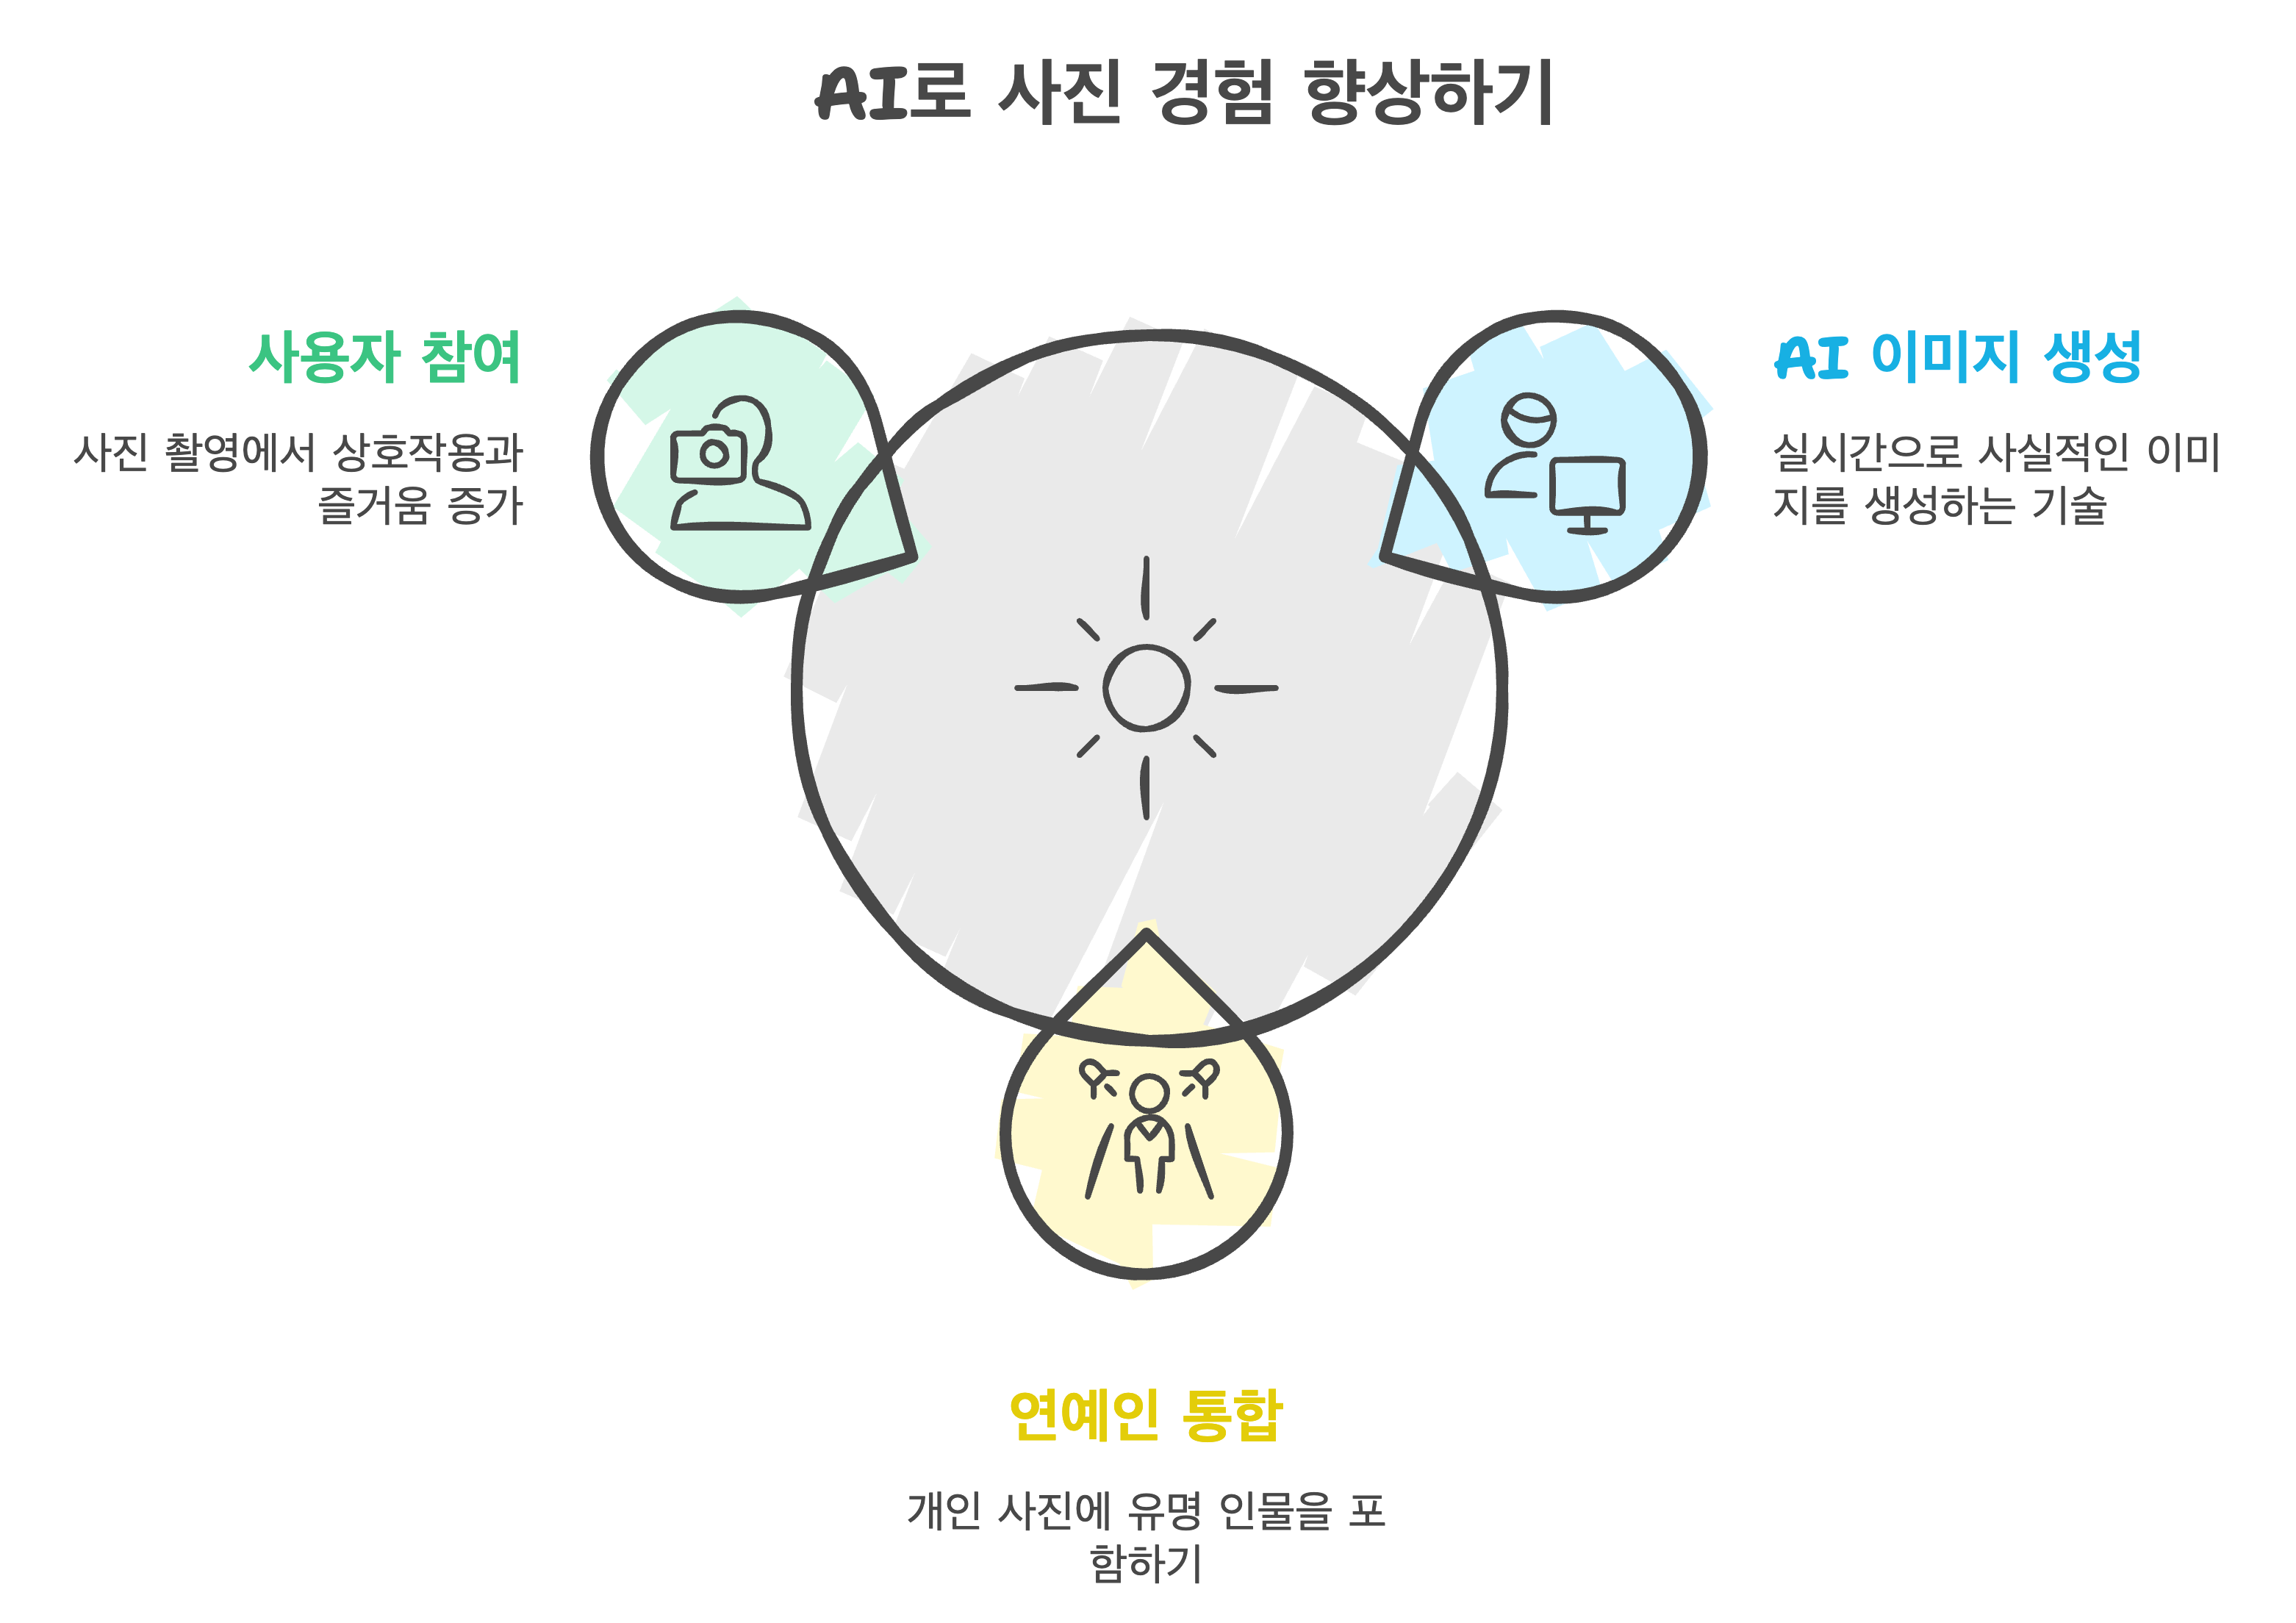 AI로 사진 경험 향상하기
사용자 참여
사진 촬영에서 상호작용과
즐거움 증가
AI 이미지 생성
실시간으로 사실적인 이미
지를 생성하는 기술
연예인 통합
개인 사진에 유명 인물을 포
함하기